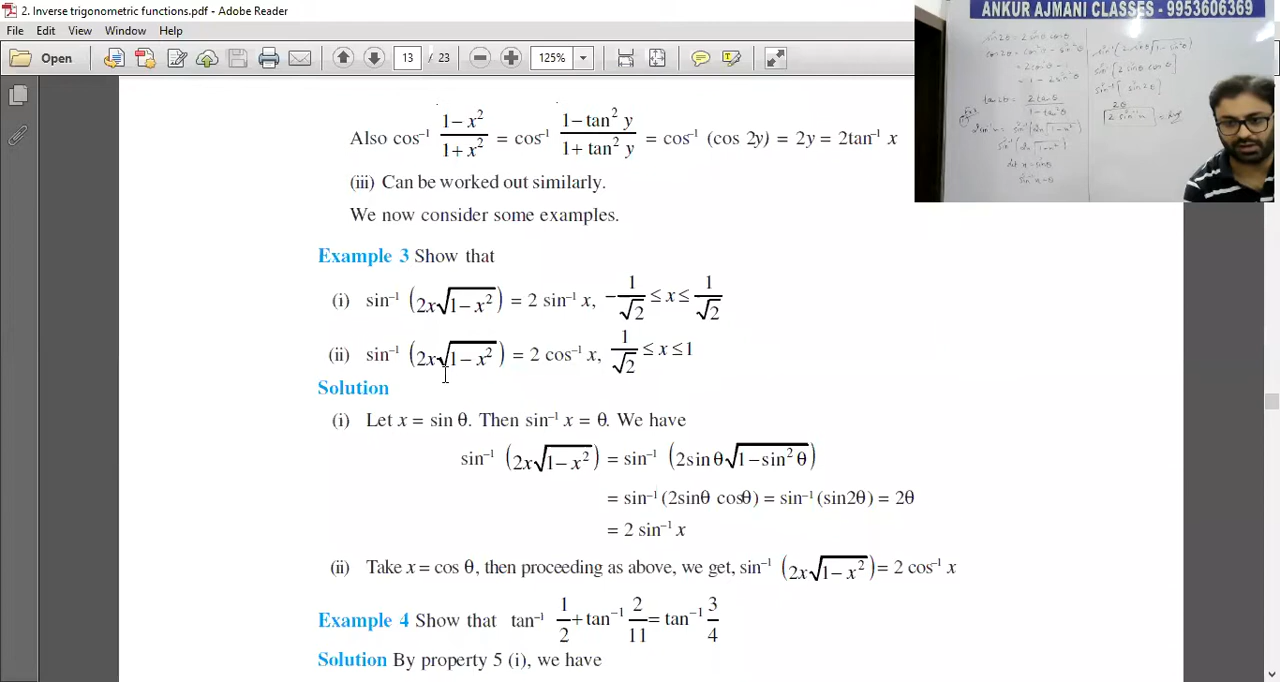 2. Inverse trigonometric functions.pdf - Adobe Reader
File Edit View Window Help
Open 13 / 23 125%
ANKUR AJMANI CLASSES - 9953606369
Also cos⁻¹ (1 − x²)/(1 + x²) = cos⁻¹ (1 − tan² y)/(1 + tan² y) = cos⁻¹ (cos 2y) = 2y = 2tan⁻¹ x
(iii) Can be worked out similarly.
We now consider some examples.
Example 3 Show that
(i) sin⁻¹ (2x√(1 − x²)) = 2 sin⁻¹ x, −1/√2 ≤ x ≤ 1/√2
(ii) sin⁻¹ (2x√(1 − x²)) = 2 cos⁻¹ x, 1/√2 ≤ x ≤ 1
Solution
(i) Let x = sin θ. Then sin⁻¹ x = θ. We have
sin⁻¹ (2x√(1 − x²)) = sin⁻¹ (2sin θ√(1 − sin² θ))
= sin⁻¹ (2sinθ cosθ) = sin⁻¹ (sin2θ) = 2θ
= 2 sin⁻¹ x
(ii) Take x = cos θ, then proceeding as above, we get, sin⁻¹ (2x√(1 − x²)) = 2 cos⁻¹ x
Example 4 Show that tan⁻¹ 1/2 + tan⁻¹ 2/11 = tan⁻¹ 3/4
Solution By property 5 (i), we have